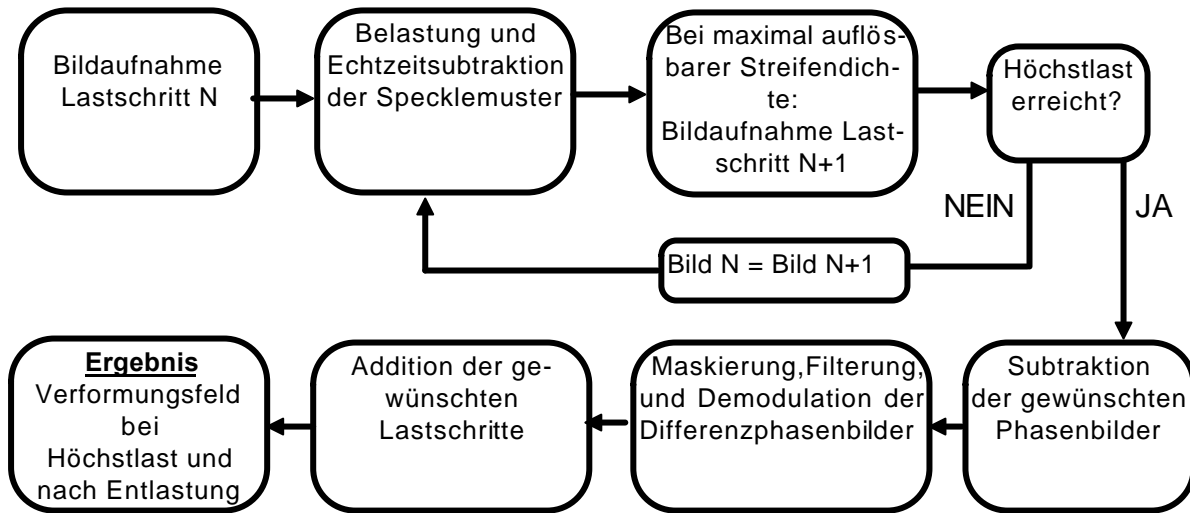 Bildaufnahme
Lastschritt N
Belastung und
Echtzeitsubtraktion
der Specklemuster
Bei maximal auflös-
barer Streifendich-
te:
Bildaufnahme Last-
schritt N+1
Höchstlast
erreicht?
NEIN
JA
Bild N = Bild N+1
Subtraktion
der gewünschten
Phasenbilder
Maskierung,Filterung,
und Demodulation der
Differenzphasenbilder
Addition der ge-
wünschten
Lastschritte
Ergebnis
Verformungsfeld
bei
Höchstlast und
nach Entlastung